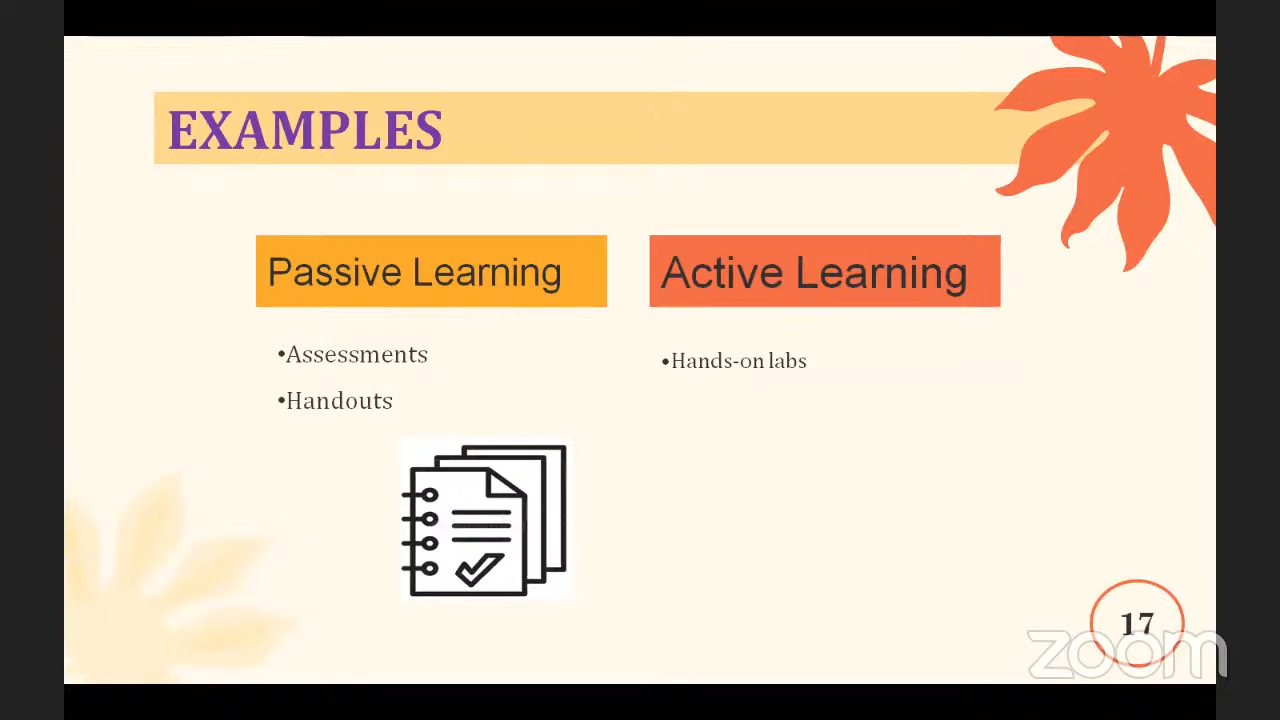 EXAMPLES
Passive Learning
•Assessments
•Handouts
Active Learning
•Hands-on labs
17
zoom